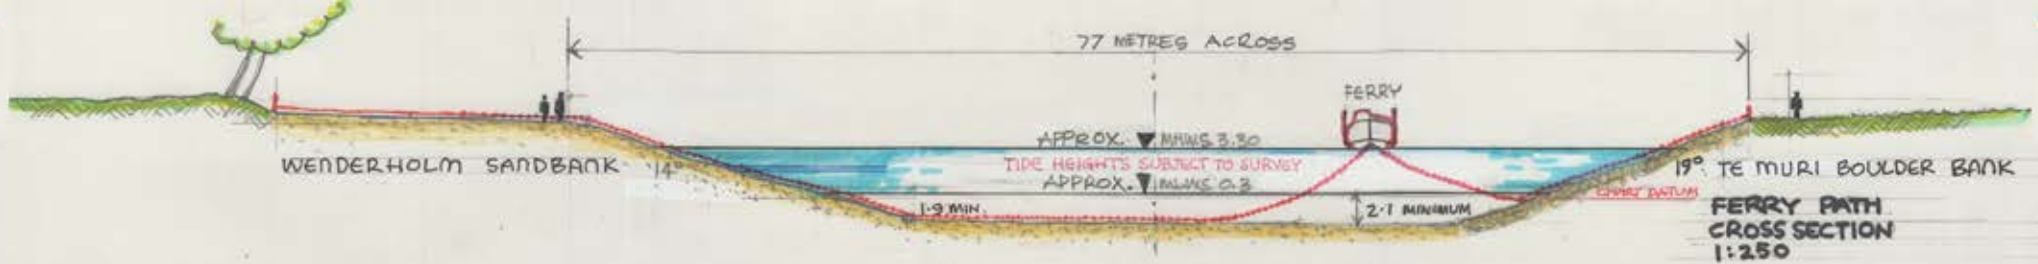 77 METRES ACROSS
FERRY
APPROX. ▼ MHWS 3.30
TIDE HEIGHTS SUBJECT TO SURVEY
APPROX. ▼ MLWS 0.3
WENDERHOLM SANDBANK 14°
19° TE MURI BOULDER BANK
CHART DATUM
1.9 MIN.
2.1 MINIMUM
FERRY PATH
CROSS SECTION
1:250